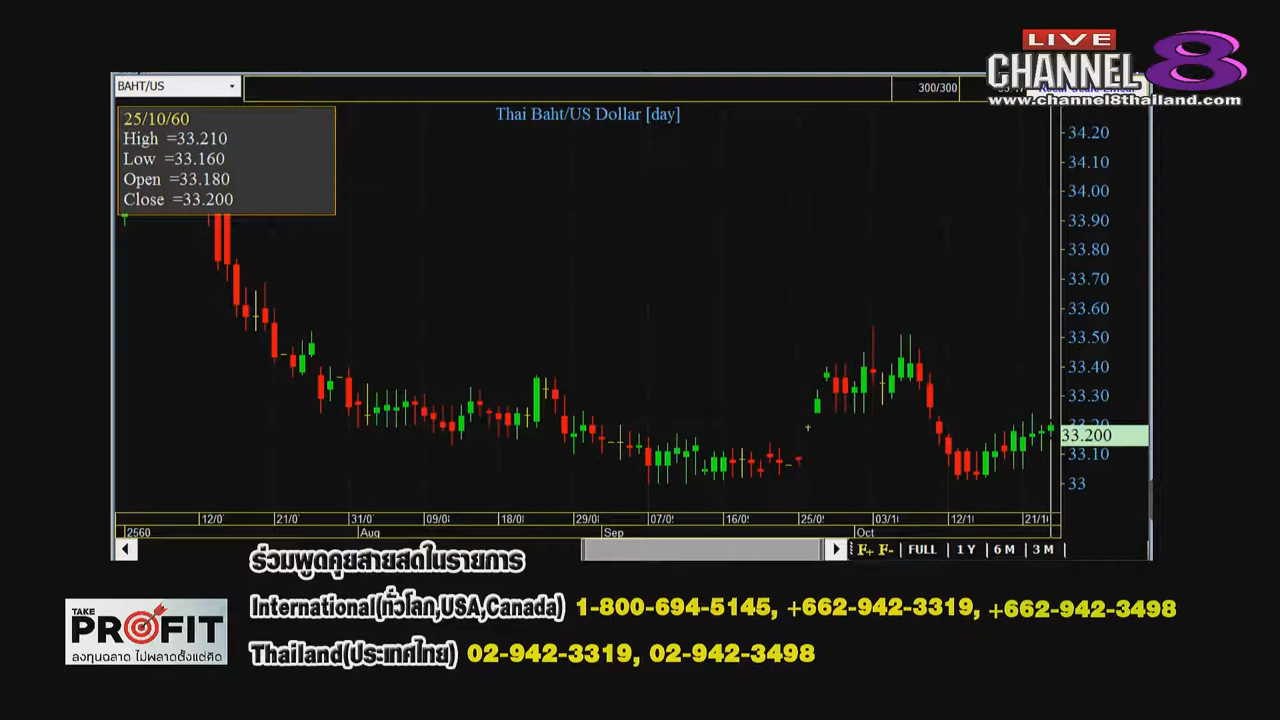 LIVE
CHANNEL 8
www.channel8thailand.com
BAHT/US
300/300
Thai Baht/US Dollar [day]
25/10/60
High =33.210
Low =33.160
Open =33.180
Close =33.200
34.20
34.10
34.00
33.90
33.80
33.70
33.60
33.50
33.40
33.30
33.20
33.200
33.10
33
12/0
21/0
31/0
09/0
18/0
29/0
07/0
16/0
25/0
03/1
12/1
21/1
2560
Aug
Sep
Oct
F+ F- FULL 1 Y 6 M 3 M
ร่วมพูดคุยสายสดในรายการ
International(ทั่วโลก,USA,Canada) 1-800-694-5145, +662-942-3319, +662-942-3498
Thailand(ประเทศไทย) 02-942-3319, 02-942-3498
TAKE
PROFIT
ลงทุนฉลาด ไม่พลาดตั้งแต่คิด